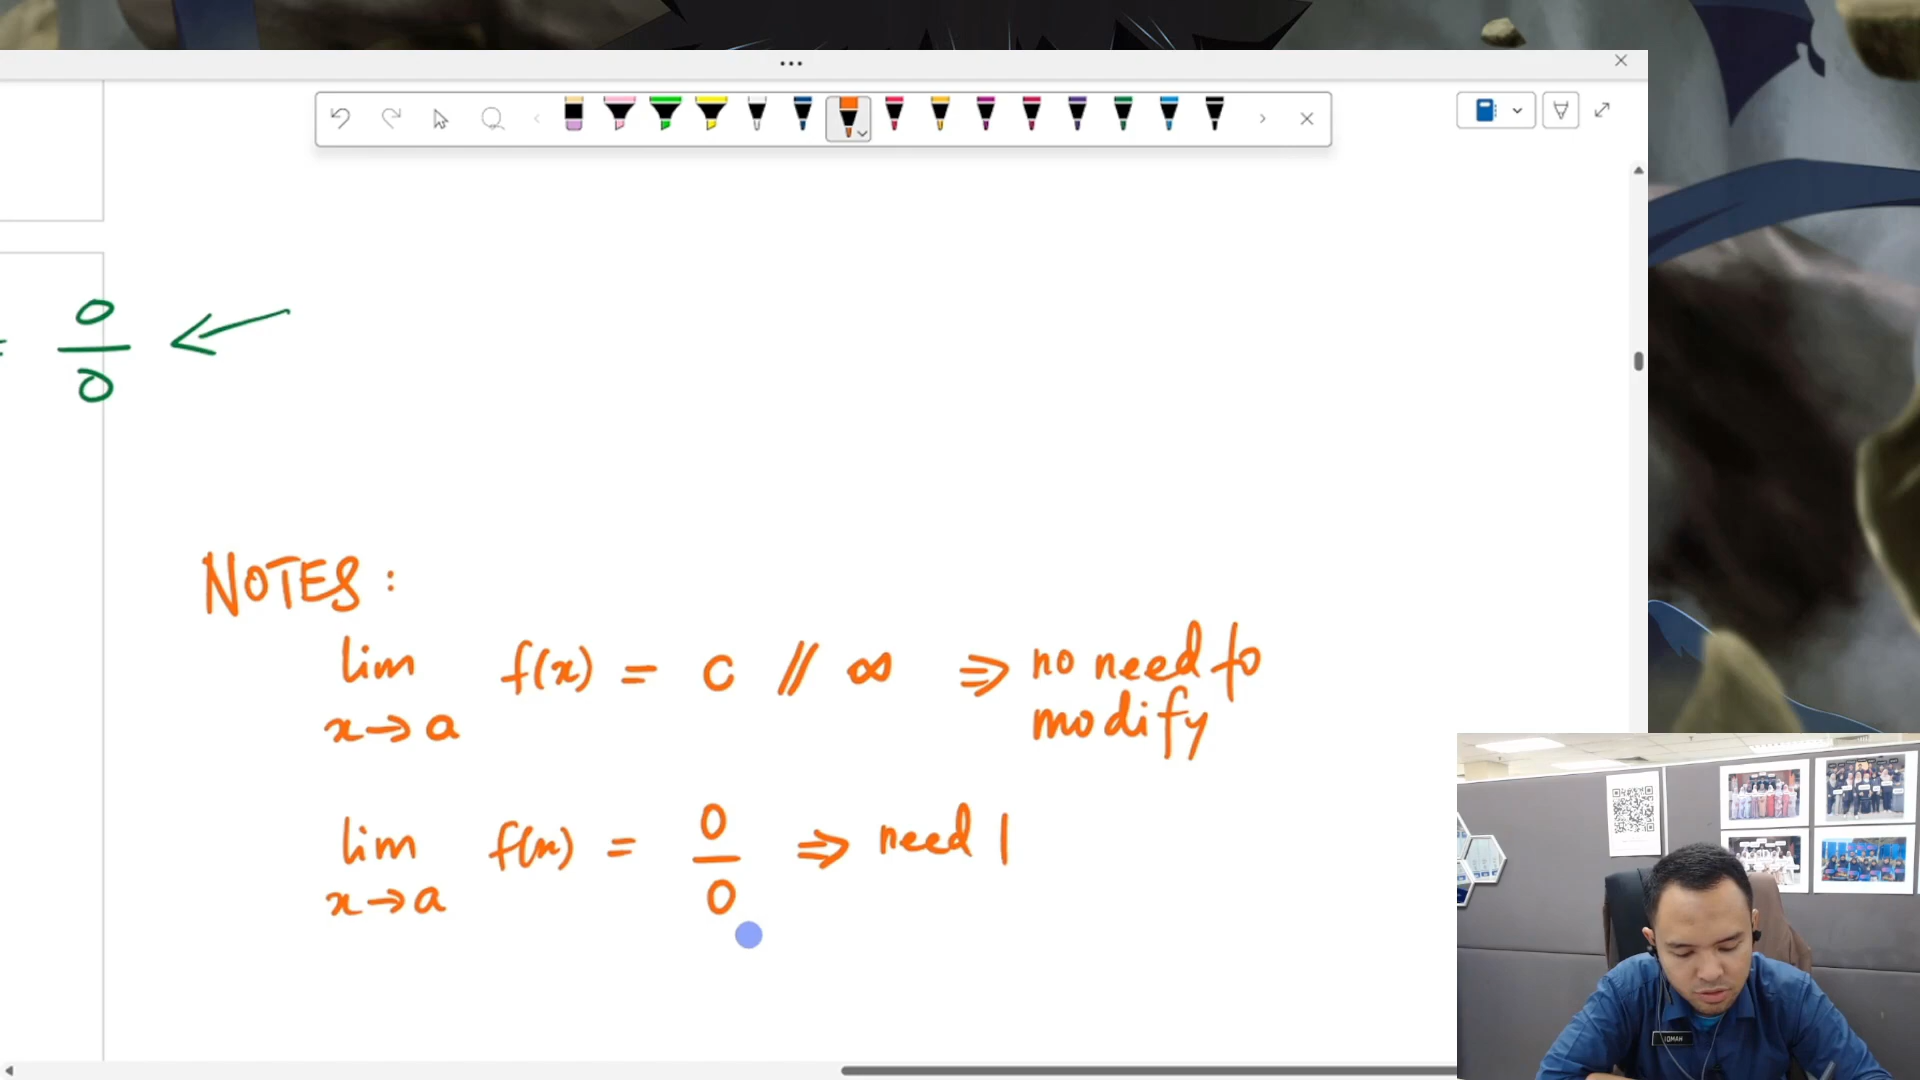 = 0/0 ←
NOTES :
lim f(x) = c // ∞ ⇒ no need to
x→a modify
lim f(x) = 0/0 ⇒ need
x→a